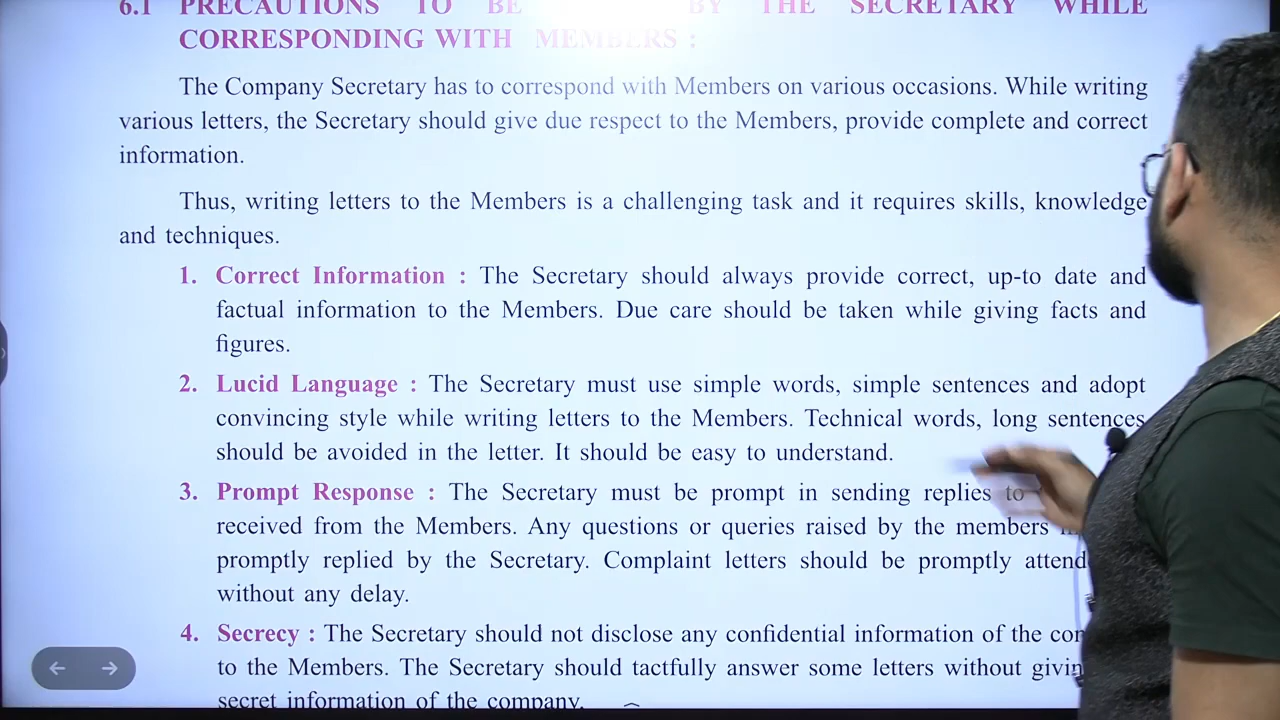 6.1 PRECAUTIONS TO BE BY THE SECRETARY WHILE
CORRESPONDING WITH MEMBERS :
The Company Secretary has to correspond with Members on various occasions. While writing
various letters, the Secretary should give due respect to the Members, provide complete and correct
information.
Thus, writing letters to the Members is a challenging task and it requires skills, knowledge
and techniques.
1. Correct Information : The Secretary should always provide correct, up-to date and
factual information to the Members. Due care should be taken while giving facts and
figures.
2. Lucid Language : The Secretary must use simple words, simple sentences and adopt
convincing style while writing letters to the Members. Technical words, long sentences
should be avoided in the letter. It should be easy to understand.
3. Prompt Response : The Secretary must be prompt in sending replies to
received from the Members. Any questions or queries raised by the members
promptly replied by the Secretary. Complaint letters should be promptly attend
without any delay.
4. Secrecy : The Secretary should not disclose any confidential information of the
to the Members. The Secretary should tactfully answer some letters without
secret information of the company.